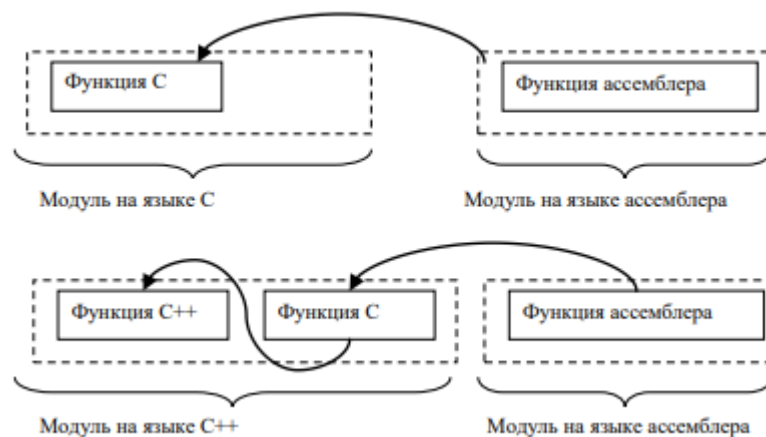 Функция С
Функция ассемблера
Модуль на языке С
Модуль на языке ассемблера
Функция С++
Функция С
Функция ассемблера
Модуль на языке С++
Модуль на языке ассемблера